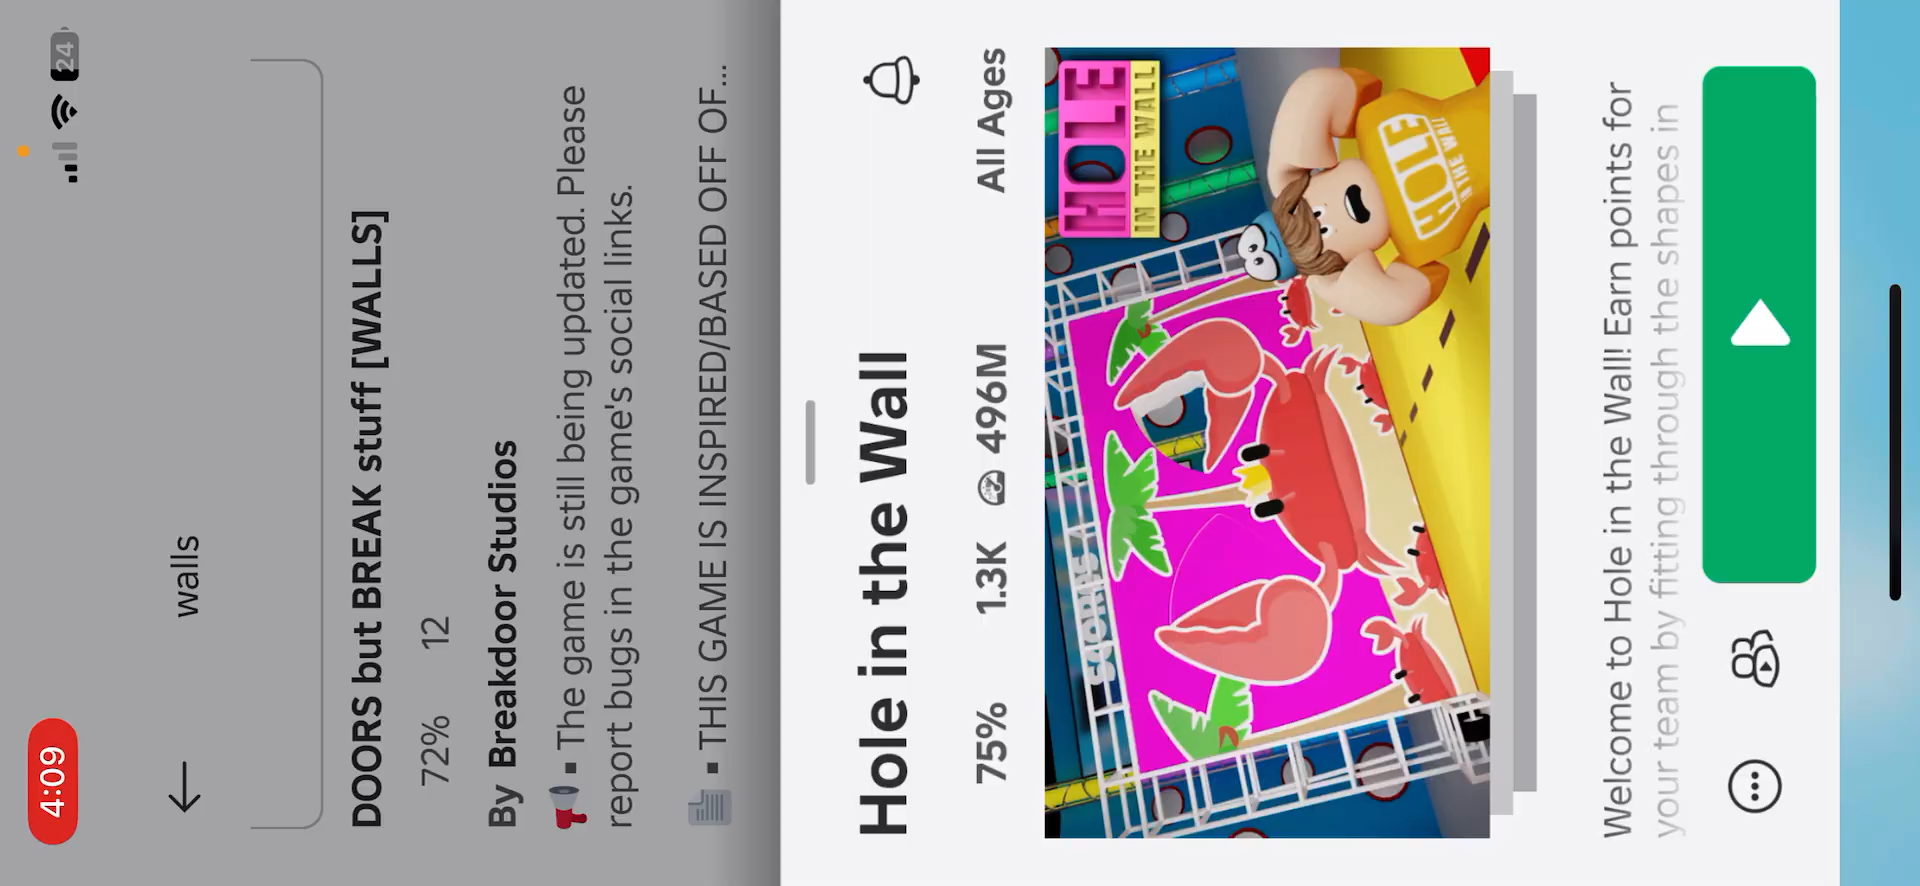 4:09
24
walls
DOORS but BREAK stuff [WALLS]
72% 12
By Breakdoor Studios
📢▪ The game is still being updated. Please
report bugs in the game's social links.
📄▪ THIS GAME IS INSPIRED/BASED OFF OF...
Hole in the Wall
75% 1.3K 496M All Ages
HOLE
IN THE WALL
HOLE
IN THE WALL
Welcome to Hole in the Wall! Earn points for
your team by fitting through the shapes in